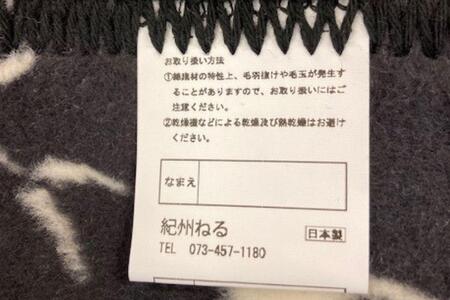 お取り扱い方法
①綿素材の特性上、毛羽抜けや毛玉が発生す
ることがありますので、お取り扱いにはご
注意ください。
②乾燥機などによる乾燥及び熱乾燥はお避け
ください。
なまえ
紀州ねる
日本製
TEL 073-457-1180